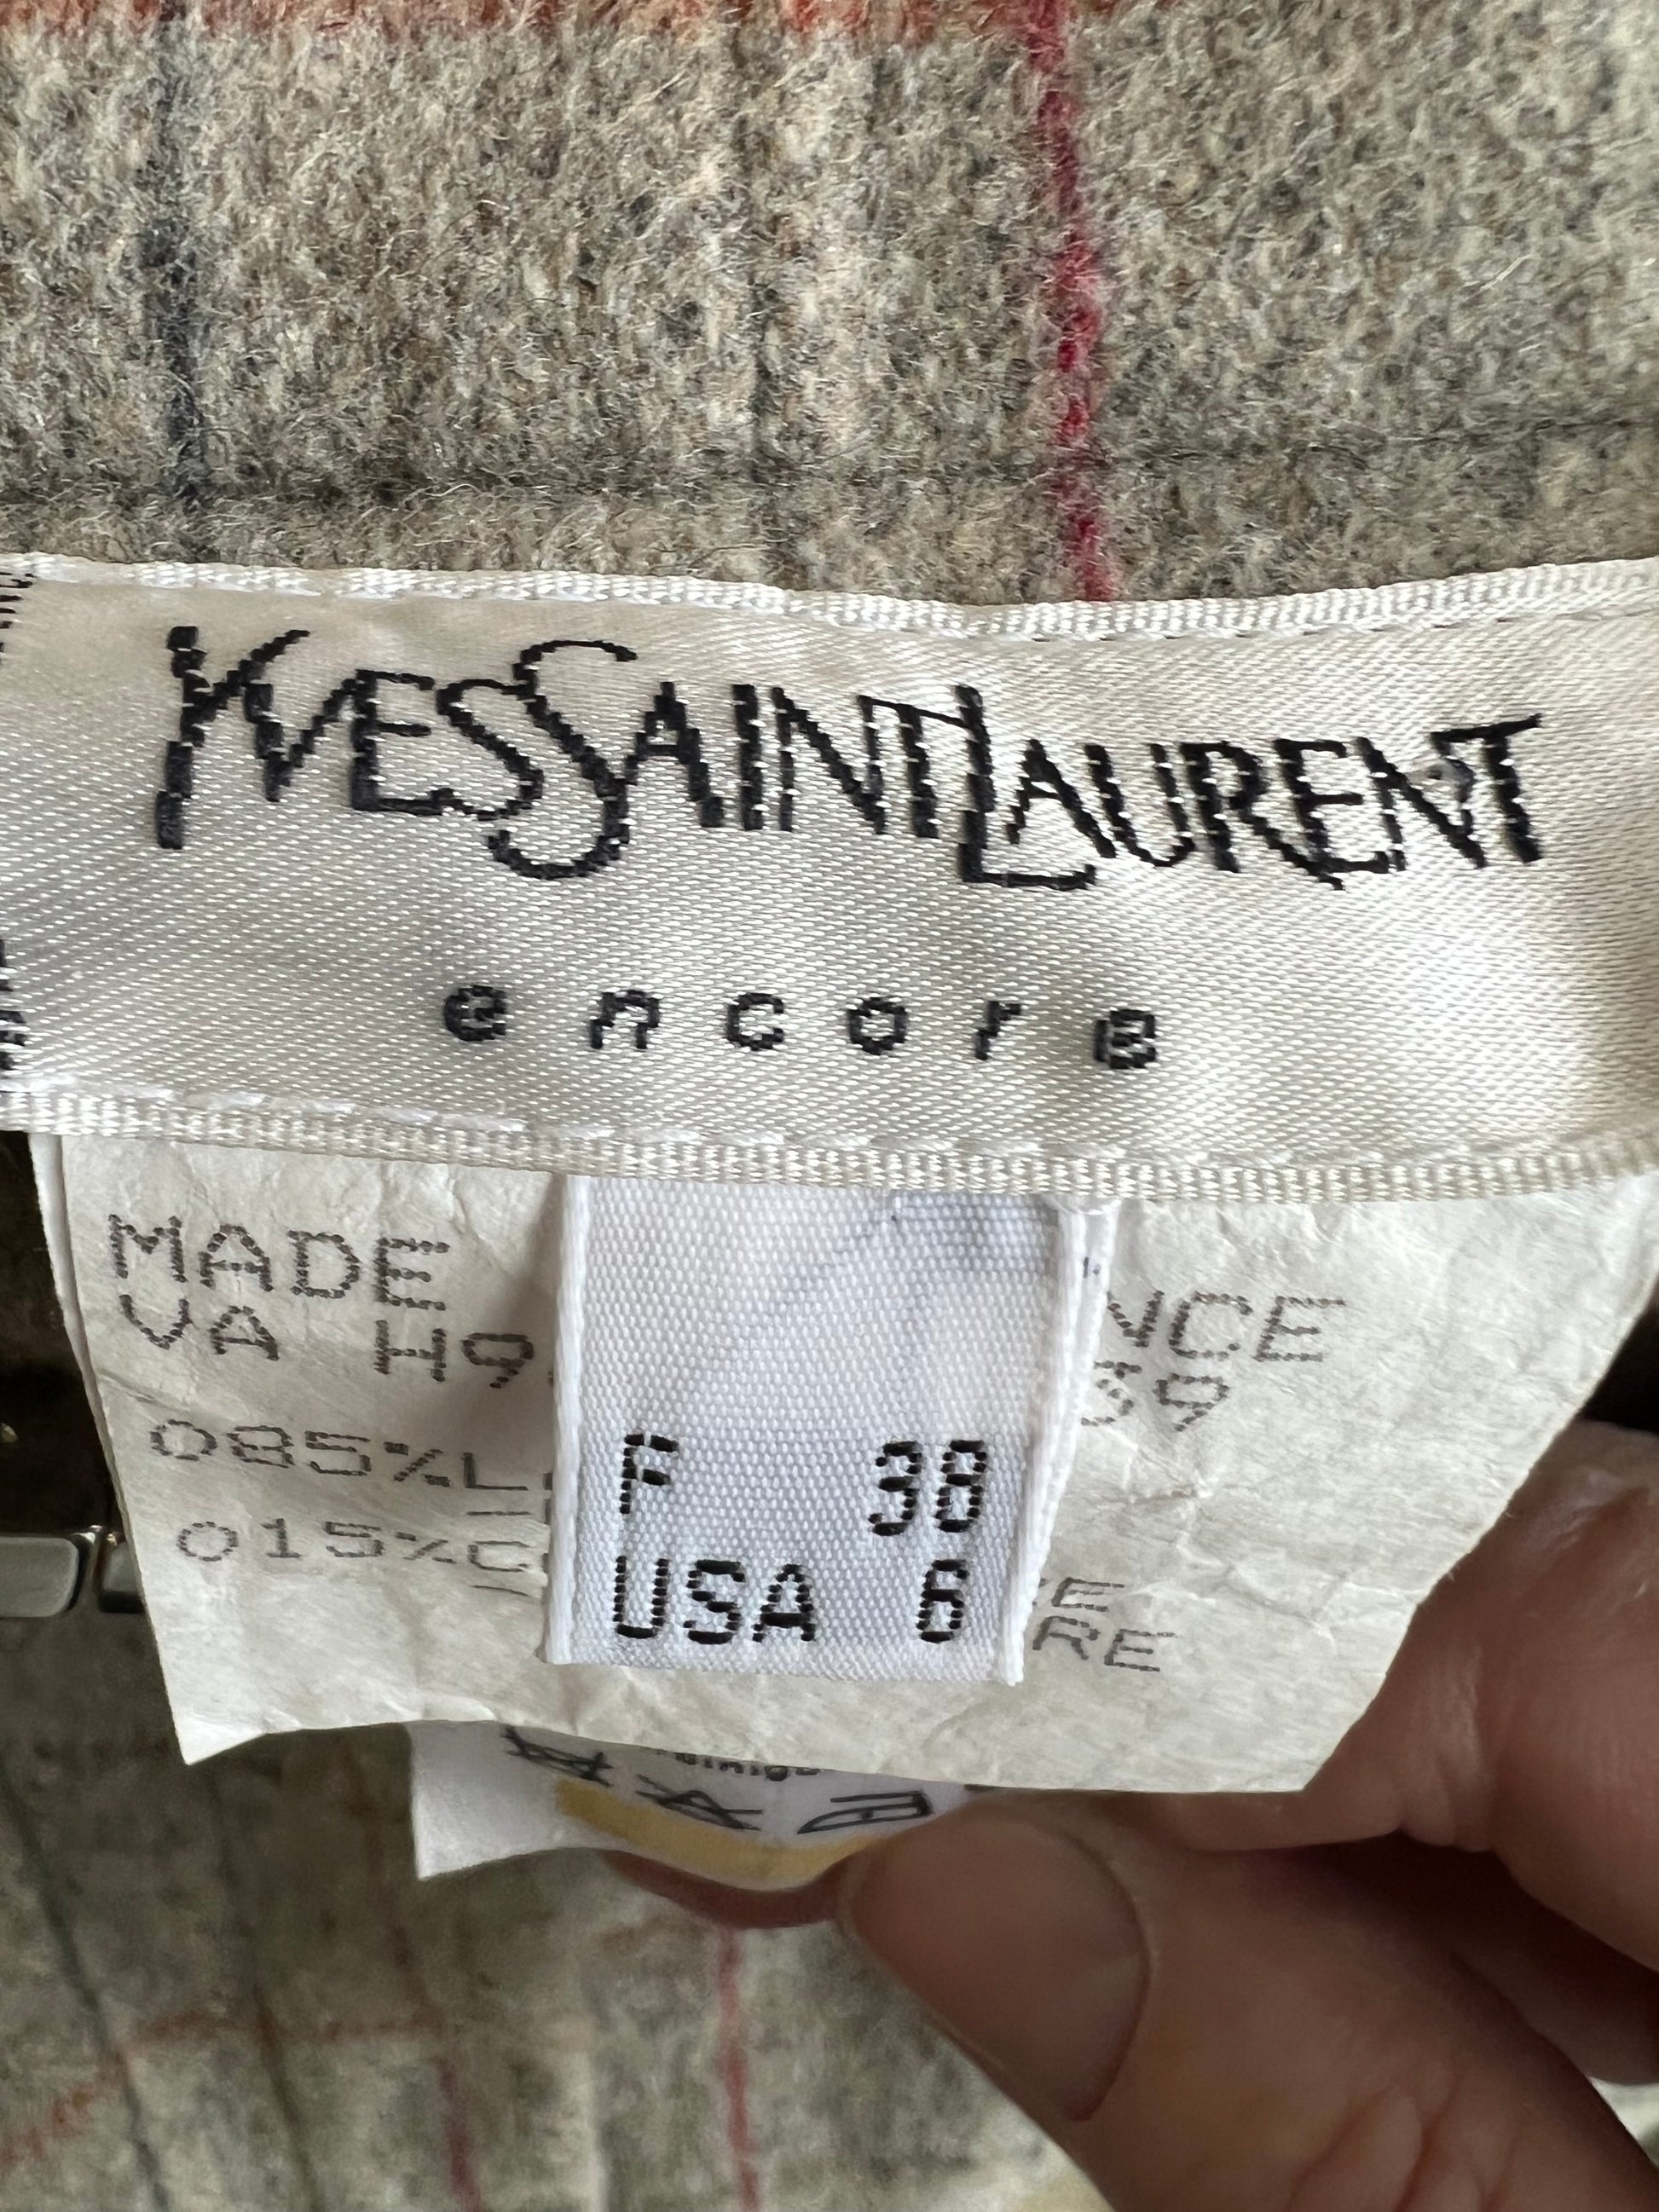 YVES SAINT LAURENT
encore
MADE
VA H9
085%L
015%C
F 38
USA 6
NCE
39
RE